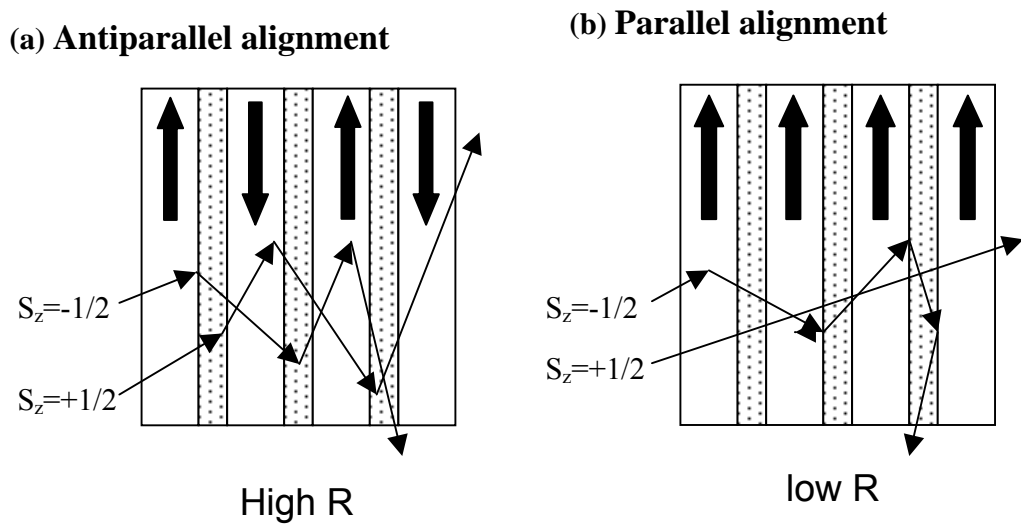 (a) Antiparallel alignment
S_z=-1/2
S_z=+1/2
High R
(b) Parallel alignment
S_z=-1/2
S_z=+1/2
low R